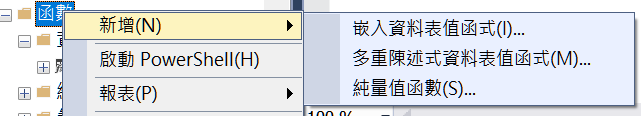 函數
新增(N)
啟動 PowerShell(H)
報表(P)
嵌入資料表值函式(I)...
多重陳述式資料表值函式(M)...
純量值函數(S)...
100 %